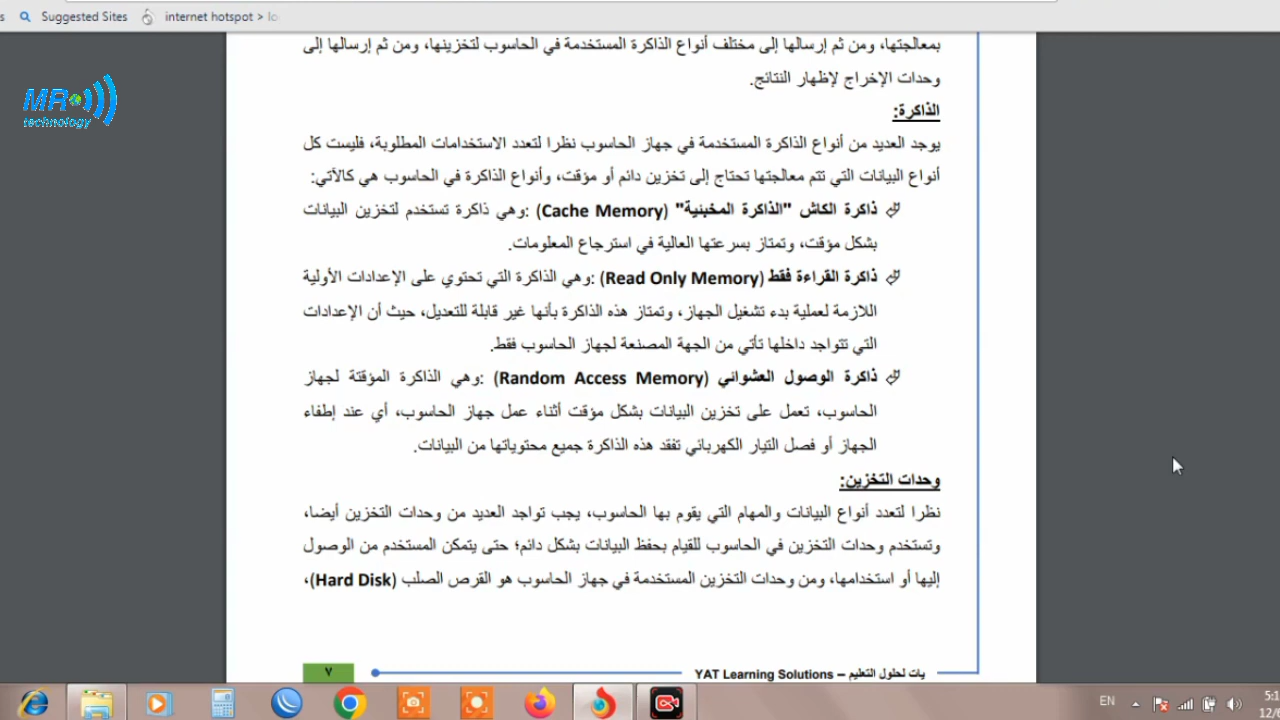 Suggested Sites internet hotspot > lo
MR technology
بمعالجتها، ومن ثم إرسالها إلى مختلف أنواع الذاكرة المستخدمة في الحاسوب لتخزينها، ومن ثم إرسالها إلى
وحدات الإخراج لإظهار النتائج.
الذاكرة:
يوجد العديد من أنواع الذاكرة المستخدمة في جهاز الحاسوب نظرا لتعدد الاستخدامات المطلوبة، فليست كل
أنواع البيانات التي تتم معالجتها تحتاج إلى تخزين دائم أو مؤقت، وأنواع الذاكرة في الحاسوب هي كالآتي:
ذاكرة الكاش "الذاكرة المخبئية" (Cache Memory) :وهي ذاكرة تستخدم لتخزين البيانات
بشكل مؤقت، وتمتاز بسرعتها العالية في استرجاع المعلومات.
ذاكرة القراءة فقط (Read Only Memory) :وهي الذاكرة التي تحتوي على الإعدادات الأولية
اللازمة لعملية بدء تشغيل الجهاز، وتمتاز هذه الذاكرة بأنها غير قابلة للتعديل، حيث أن الإعدادات
التي تتواجد داخلها تأتي من الجهة المصنعة لجهاز الحاسوب فقط.
ذاكرة الوصول العشوائي (Random Access Memory) :وهي الذاكرة المؤقتة لجهاز
الحاسوب، تعمل على تخزين البيانات بشكل مؤقت أثناء عمل جهاز الحاسوب، أي عند إطفاء
الجهاز أو فصل التيار الكهربائي تفقد هذه الذاكرة جميع محتوياتها من البيانات.
وحدات التخزين:
نظرا لتعدد أنواع البيانات والمهام التي يقوم بها الحاسوب، يجب تواجد العديد من وحدات التخزين أيضا،
وتستخدم وحدات التخزين في الحاسوب للقيام بحفظ البيانات بشكل دائم؛ حتى يتمكن المستخدم من الوصول
إليها أو استخدامها، ومن وحدات التخزين المستخدمة في جهاز الحاسوب هو القرص الصلب (Hard Disk)،
يات لحلول التعليم – YAT Learning Solutions
٧
EN
5:1
12/